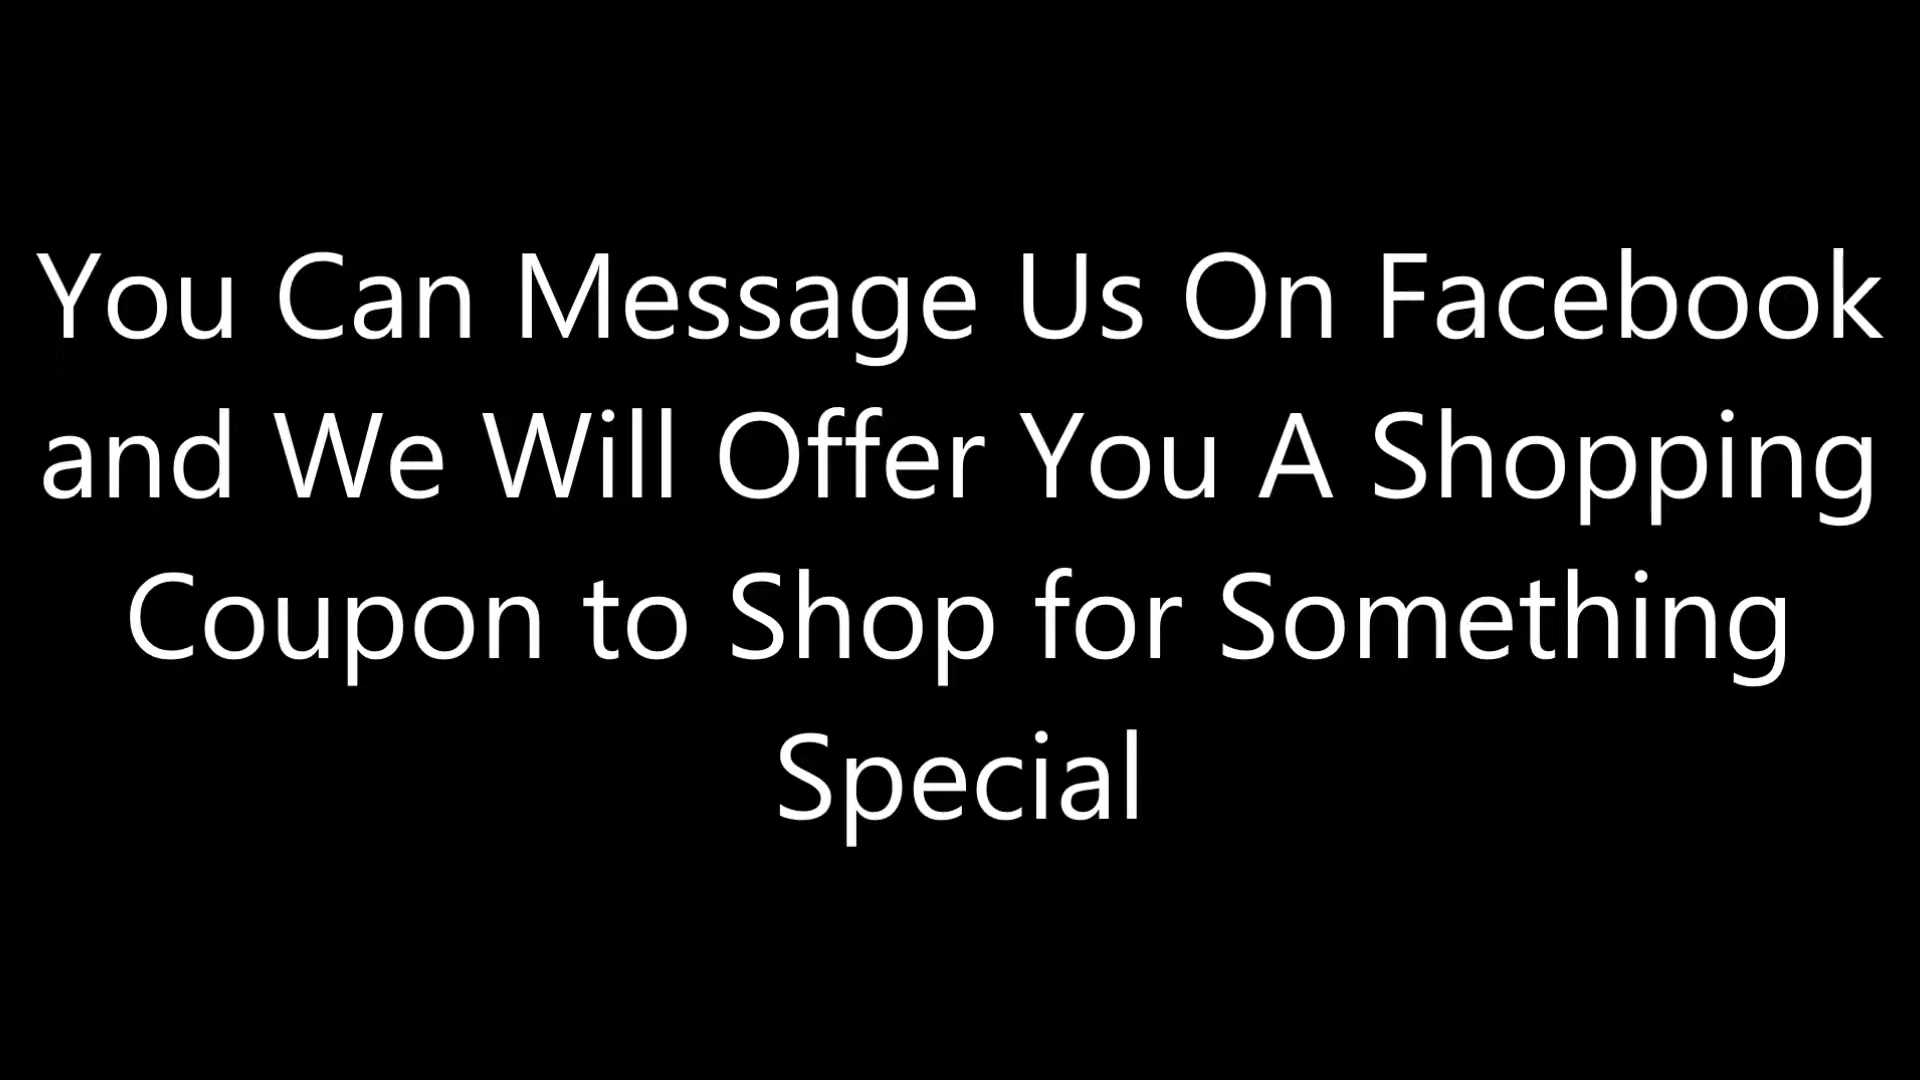 You Can Message Us On Facebook
and We Will Offer You A Shopping
Coupon to Shop for Something
Special